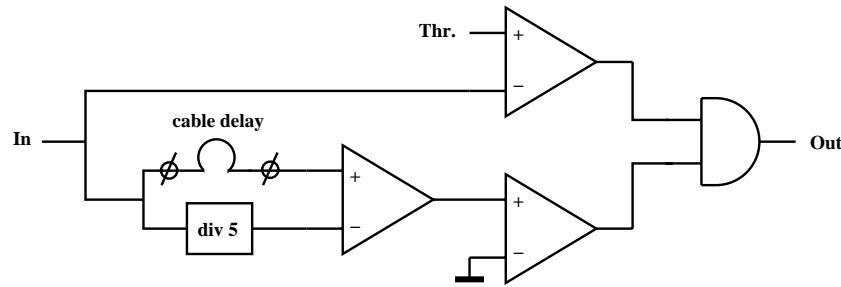 Thr.
+
−
cable delay
In
Out
+
−
div 5
+
−